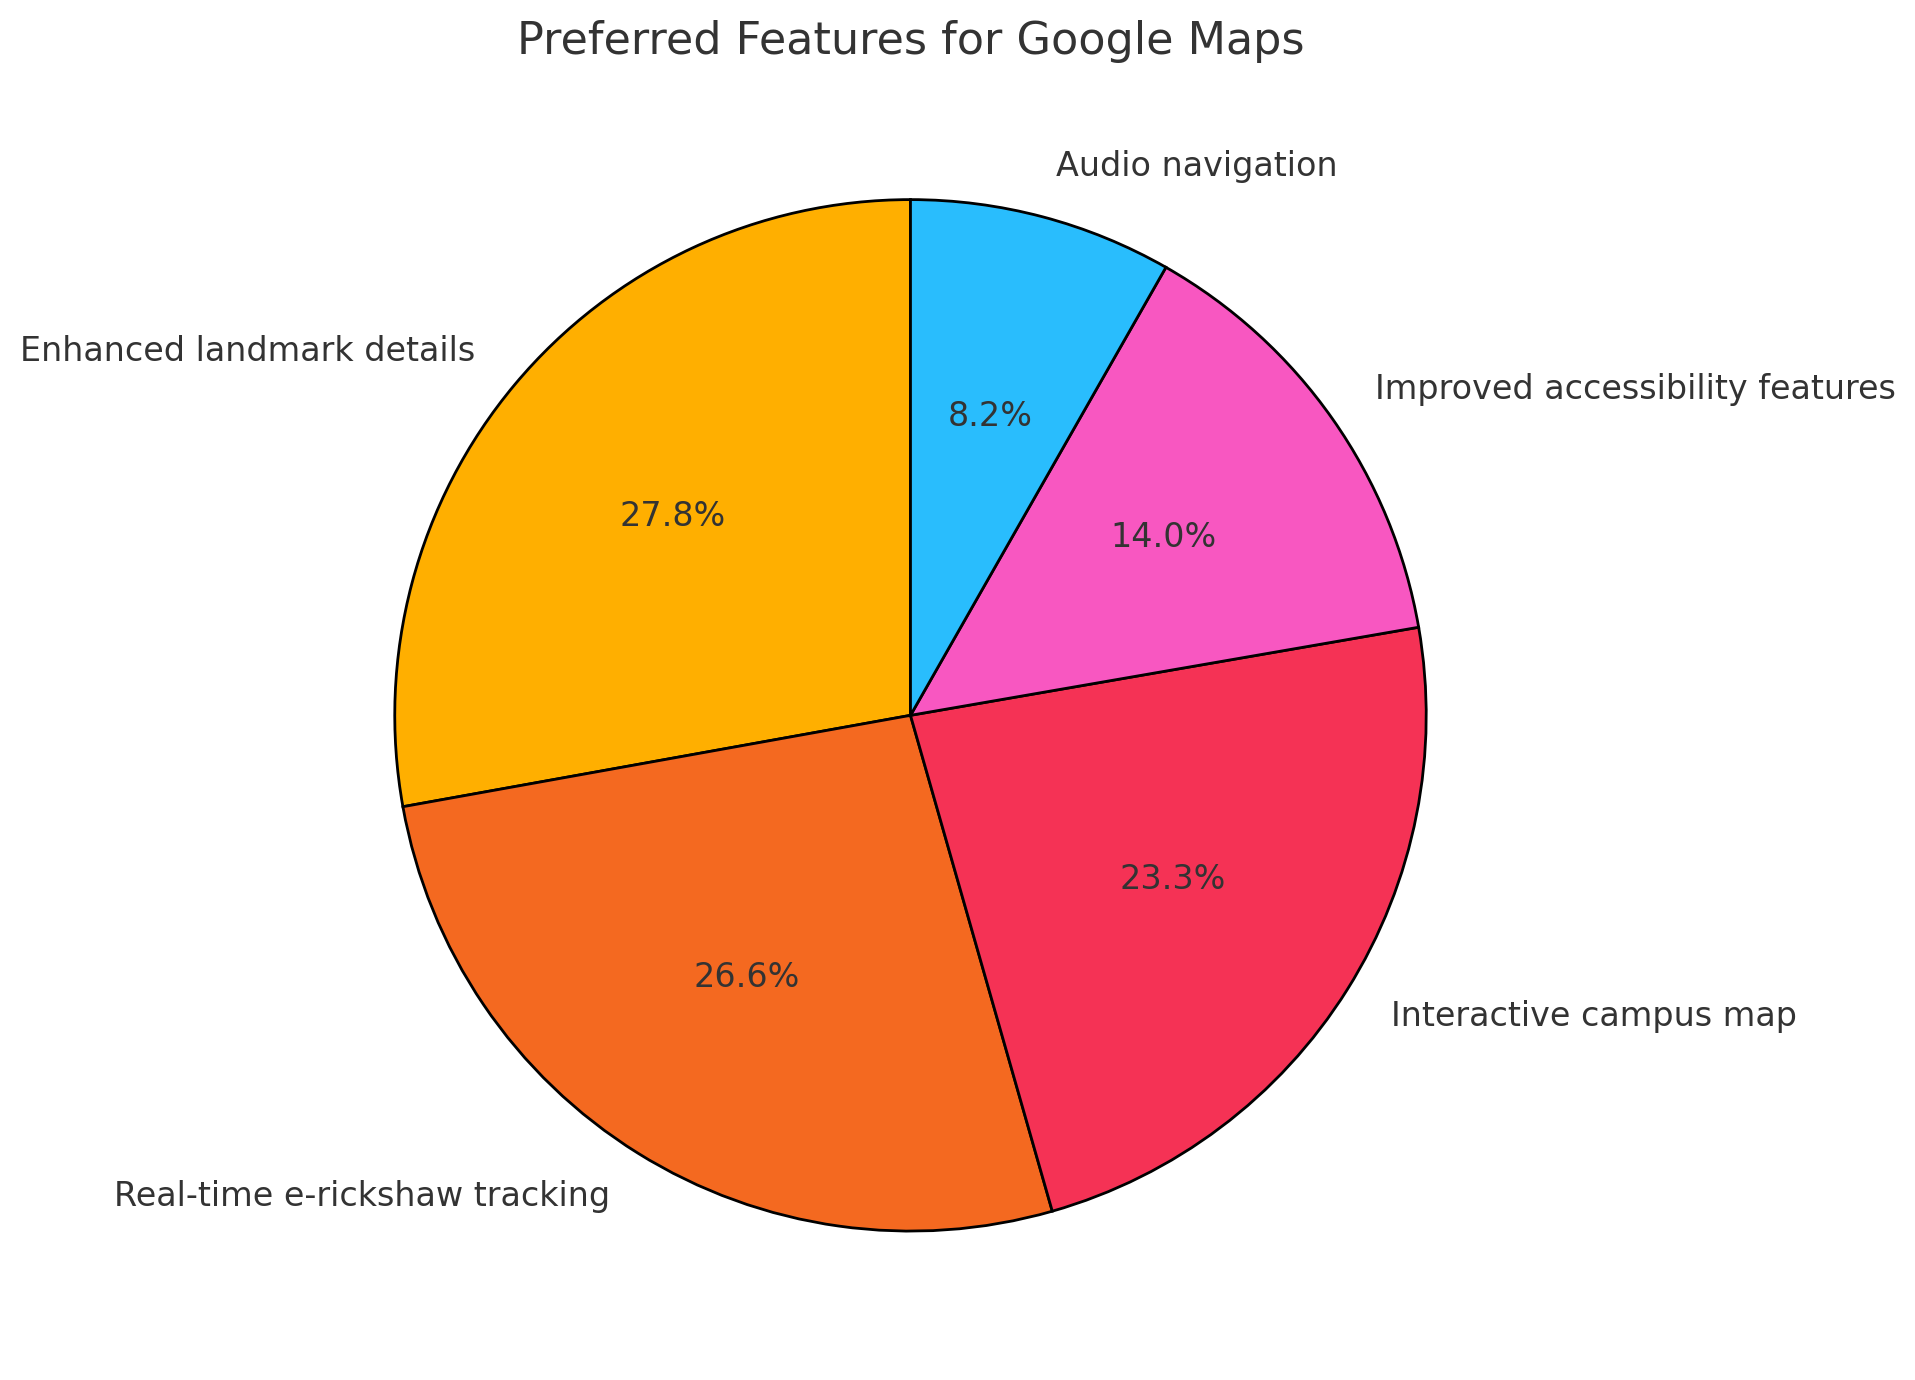 Preferred Features for Google Maps
Audio navigation
Enhanced landmark details
Improved accessibility features
8.2%
27.8%
14.0%
23.3%
26.6%
Interactive campus map
Real-time e-rickshaw tracking